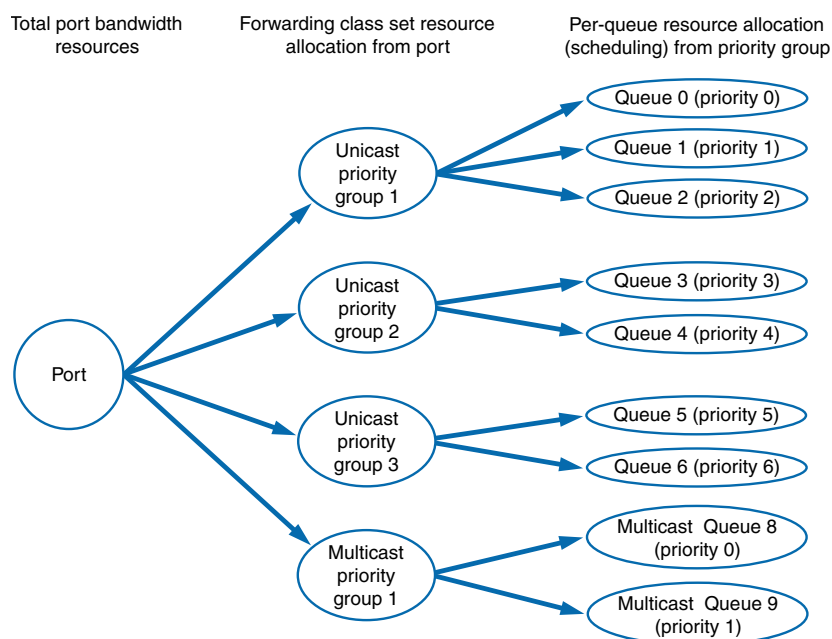 Total port bandwidth
resources
Forwarding class set resource
allocation from port
Per-queue resource allocation
(scheduling) from priority group
Port
Unicast
priority
group 1
Queue 0 (priority 0)
Queue 1 (priority 1)
Queue 2 (priority 2)
Unicast
priority
group 2
Queue 3 (priority 3)
Queue 4 (priority 4)
Unicast
priority
group 3
Queue 5 (priority 5)
Queue 6 (priority 6)
Multicast
priority
group 1
Multicast Queue 8
(priority 0)
Multicast Queue 9
(priority 1)